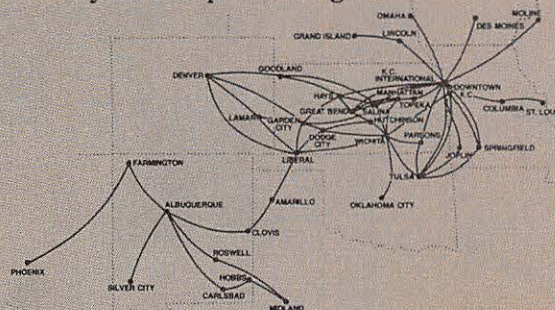 OMAHA
MOLINE
DES MOINES
GRAND ISLAND
LINCOLN
K.C.
INTERNATIONAL
DENVER
GOODLAND
DOWNTOWN
K.C.
HAYS
MANHATTAN
TOPEKA
COLUMBIA
ST. LOU
GREAT BEND
SALINA
LAMAR
GARDEN
CITY
HUTCHINSON
DODGE
CITY
WICHITA
PARSONS
JOPLIN
SPRINGFIELD
LIBERAL
TULSA
FARMINGTON
AMARILLO
OKLAHOMA CITY
ALBUQUERQUE
CLOVIS
PHOENIX
ROSWELL
SILVER CITY
HOBBS
CARLSBAD
MIDLAND